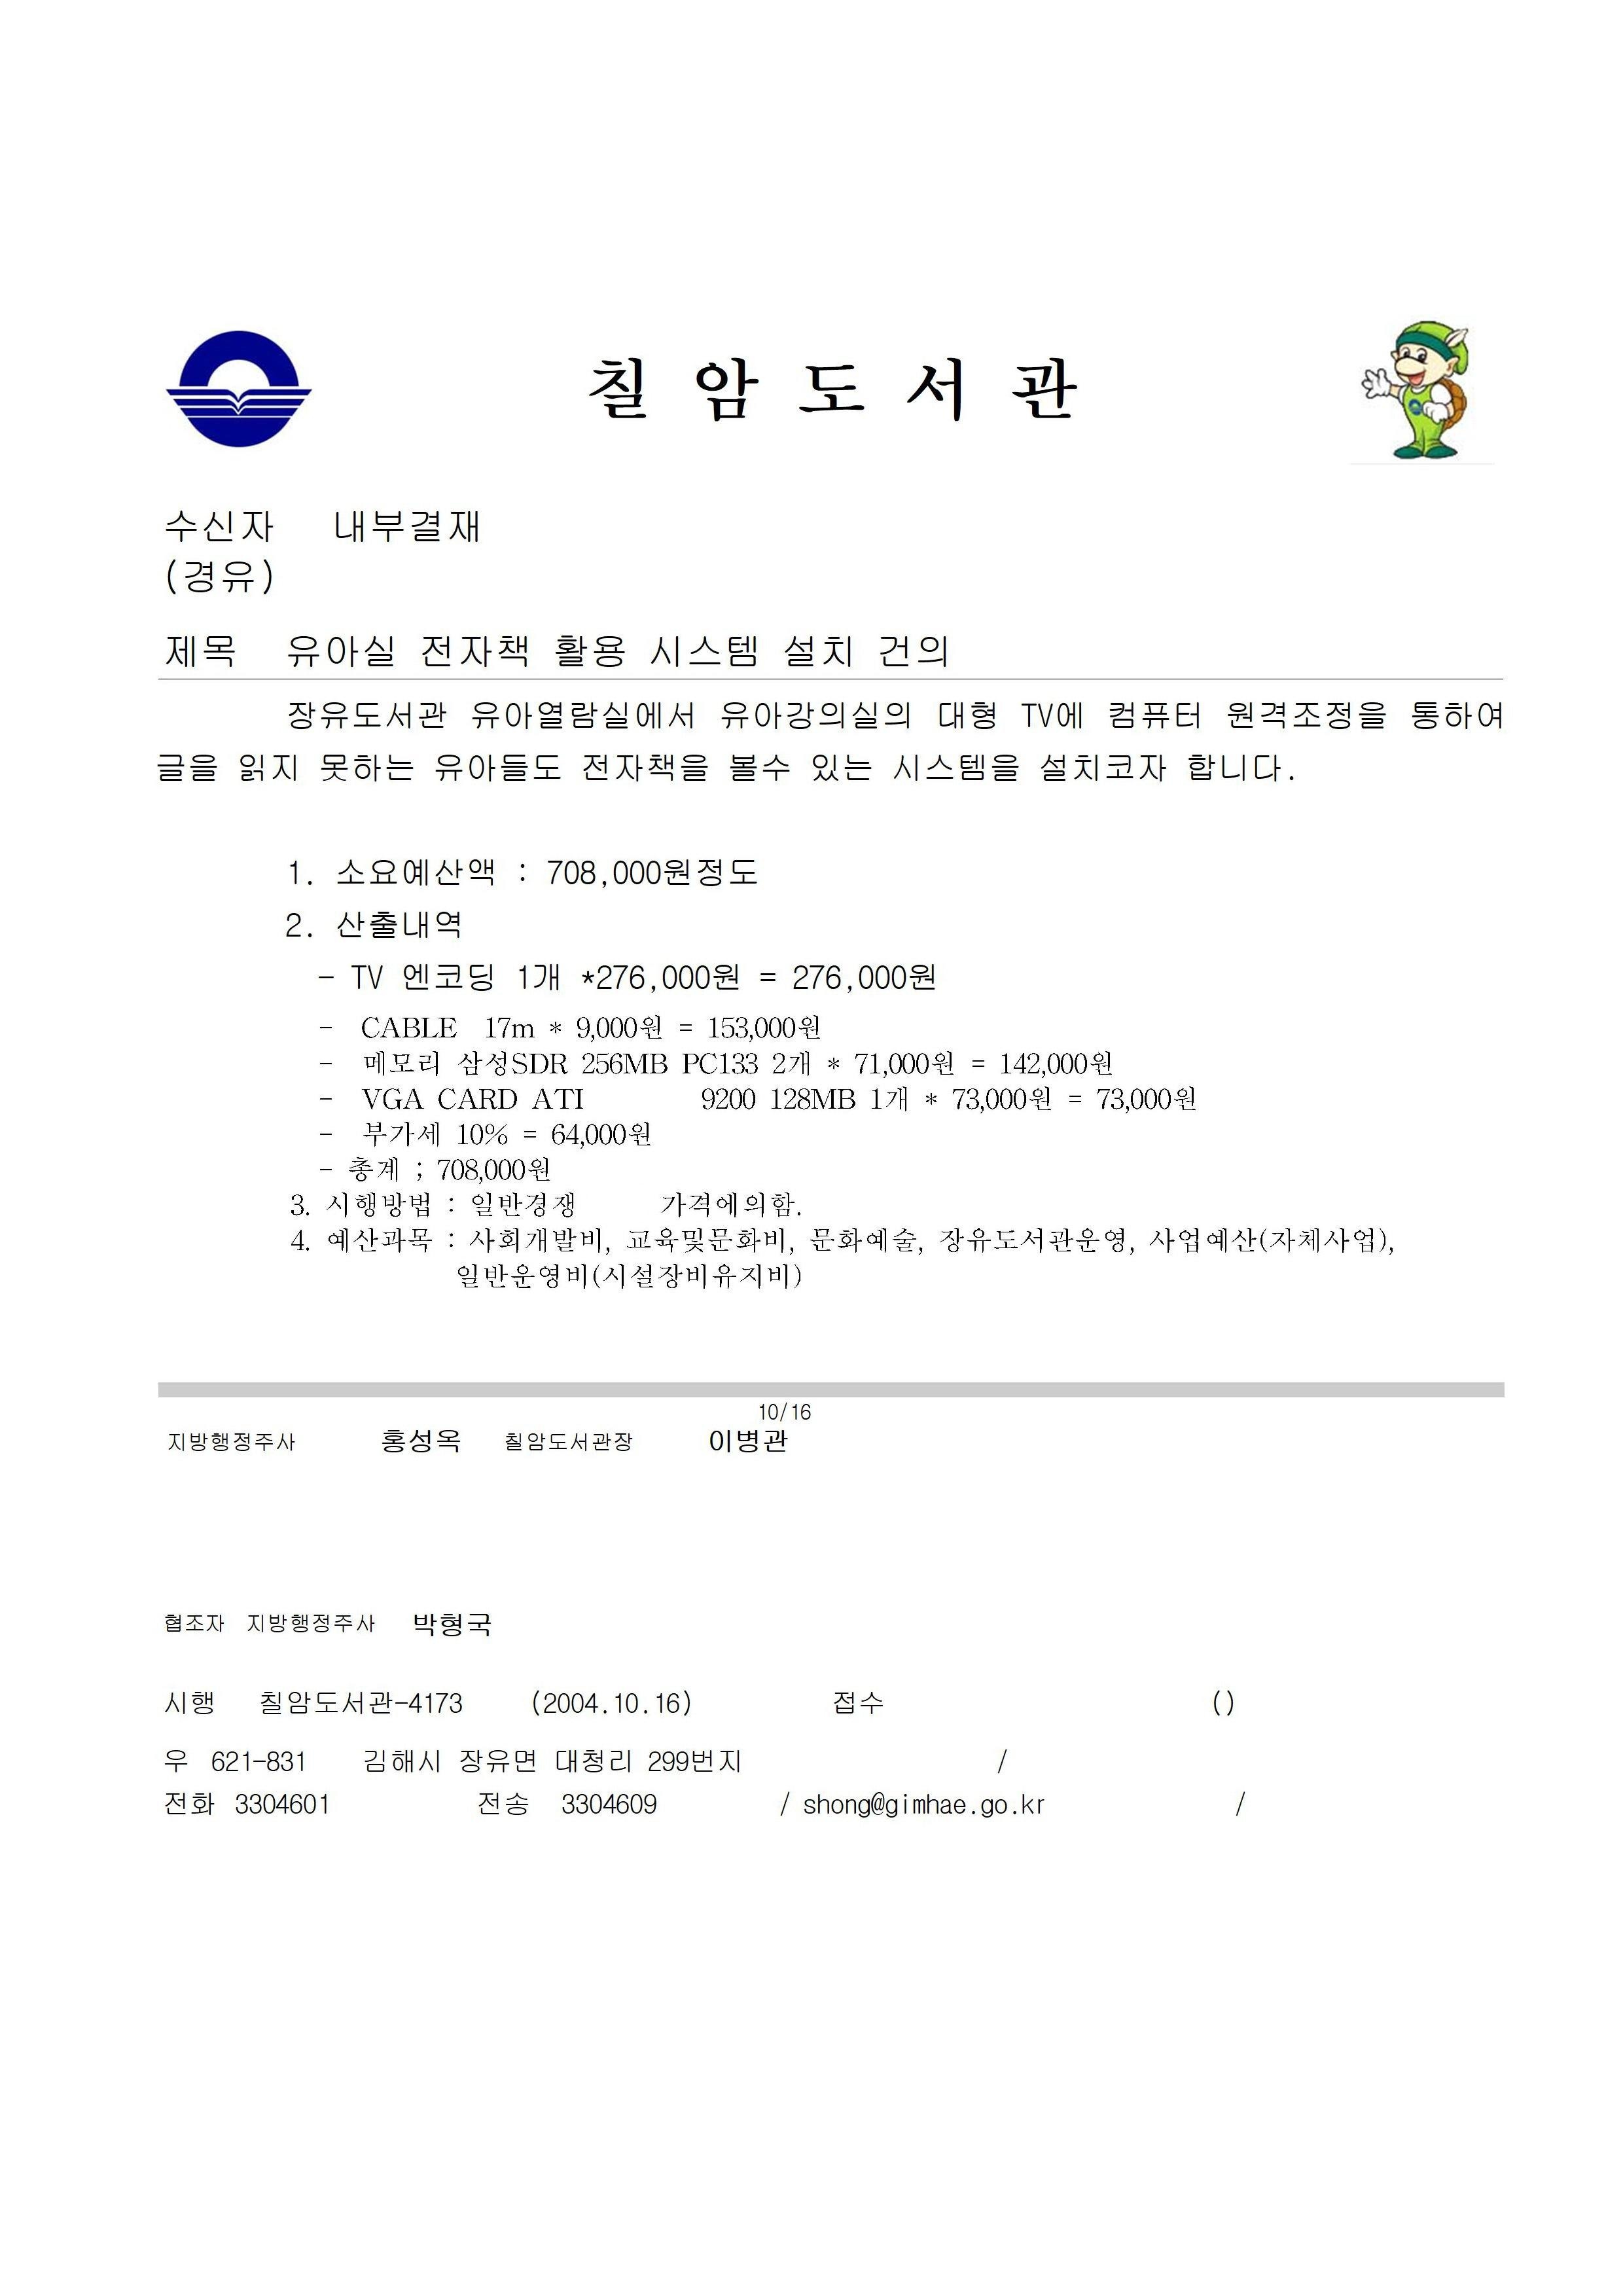 칠 암 도 서 관
수신자 내부결재
(경유)
제목 유아실 전자책 활용 시스템 설치 건의
장유도서관 유아열람실에서 유아강의실의 대형 TV에 컴퓨터 원격조정을 통하여
글을 읽지 못하는 유아들도 전자책을 볼수 있는 시스템을 설치코자 합니다.
1. 소요예산액 : 708,000원정도
2. 산출내역
- TV 엔코딩 1개 *276,000원 = 276,000원
- CABLE 17m * 9,000원 = 153,000원
- 메모리 삼성SDR 256MB PC133 2개 * 71,000원 = 142,000원
- VGA CARD ATI 9200 128MB 1개 * 73,000원 = 73,000원
- 부가세 10% = 64,000원
- 총계 ; 708,000원
3. 시행방법 : 일반경쟁 가격에의함.
4. 예산과목 : 사회개발비, 교육및문화비, 문화예술, 장유도서관운영, 사업예산(자체사업),
일반운영비(시설장비유지비)
10/16
지방행정주사 홍성옥 칠암도서관장 이병관
협조자 지방행정주사 박형국
시행 칠암도서관-4173 (2004.10.16) 접수 ()
우 621-831 김해시 장유면 대청리 299번지 /
전화 3304601 전송 3304609 / shong@gimhae.go.kr /